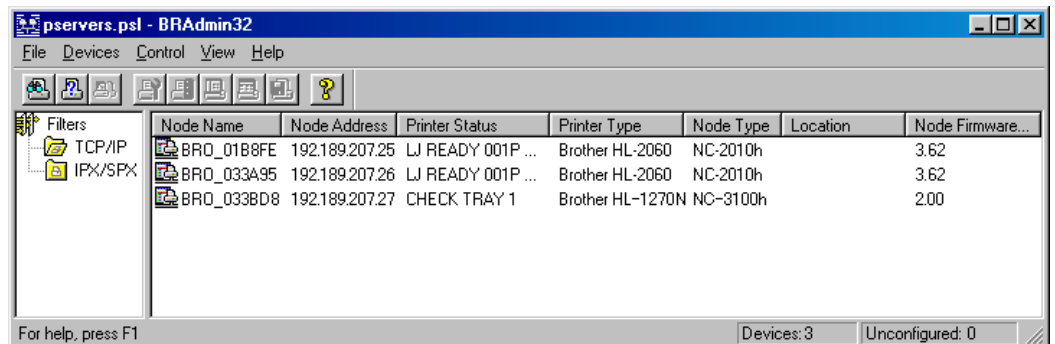 pservers.psl - BRAdmin32
File Devices Control View Help
Filters
TCP/IP
IPX/SPX
Node Name Node Address Printer Status Printer Type Node Type Location Node Firmware...
BRO_01B8FE 192.189.207.25 LJ READY 001P ... Brother HL-2060 NC-2010h 3.62
BRO_033A95 192.189.207.26 LJ READY 001P ... Brother HL-2060 NC-2010h 3.62
BRO_033BD8 192.189.207.27 CHECK TRAY 1 Brother HL-1270N NC-3100h 2.00
For help, press F1 Devices: 3 Unconfigured: 0